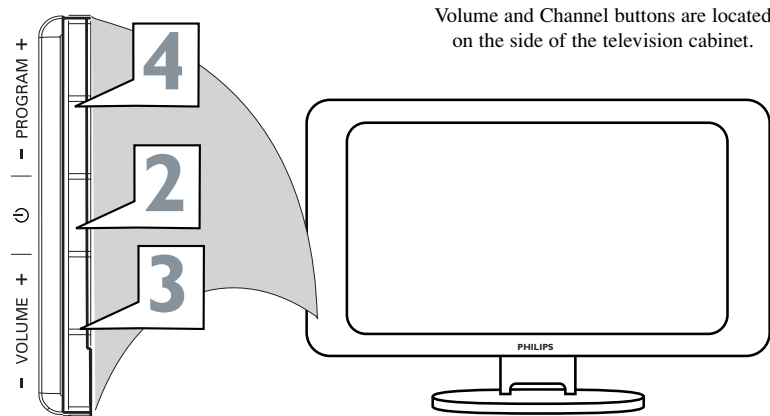 Volume and Channel buttons are located
on the side of the television cabinet.
- PROGRAM +
4
2
3
- VOLUME +
PHILIPS